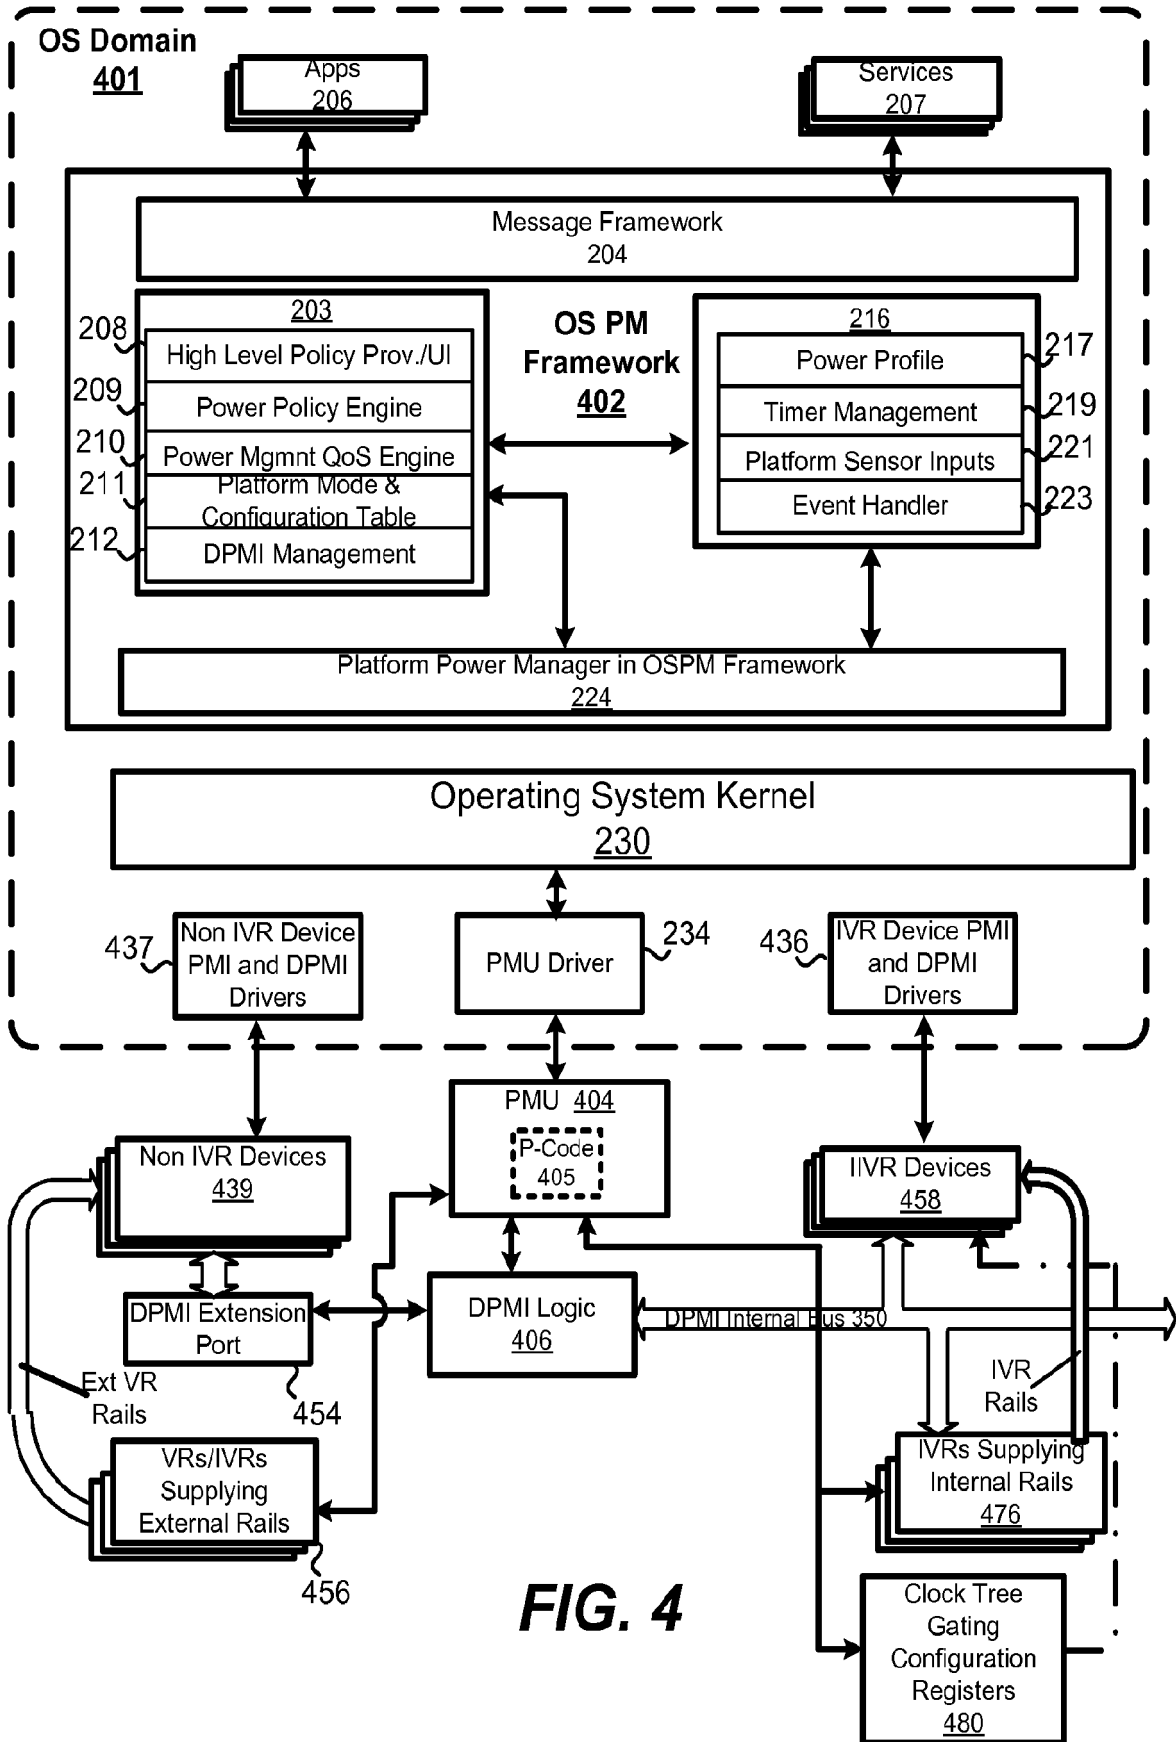 OS Domain
401
Apps
206
Services
207
Message Framework
204
203
208
High Level Policy Prov./UI
209
Power Policy Engine
210
Power Mgmnt QoS Engine
211
Platform Mode &
Configuration Table
212
DPMI Management
OS PM
Framework
402
216
Power Profile
217
Timer Management
219
Platform Sensor Inputs
221
Event Handler
223
Platform Power Manager in OSPM Framework
224
Operating System Kernel
230
437
Non IVR Device
PMI and DPMI
Drivers
PMU Driver
234
436
IVR Device PMI
and DPMI
Drivers
PMU 404
P-Code
405
Non IVR Devices
439
IIVR Devices
458
DPMI Extension
Port
454
DPMI Logic
406
DPMI Internal Bus 350
Ext VR
Rails
IVR
Rails
VRs/IVRs
Supplying
External Rails
456
IVRs Supplying
Internal Rails
476
Clock Tree
Gating
Configuration
Registers
480
FIG. 4